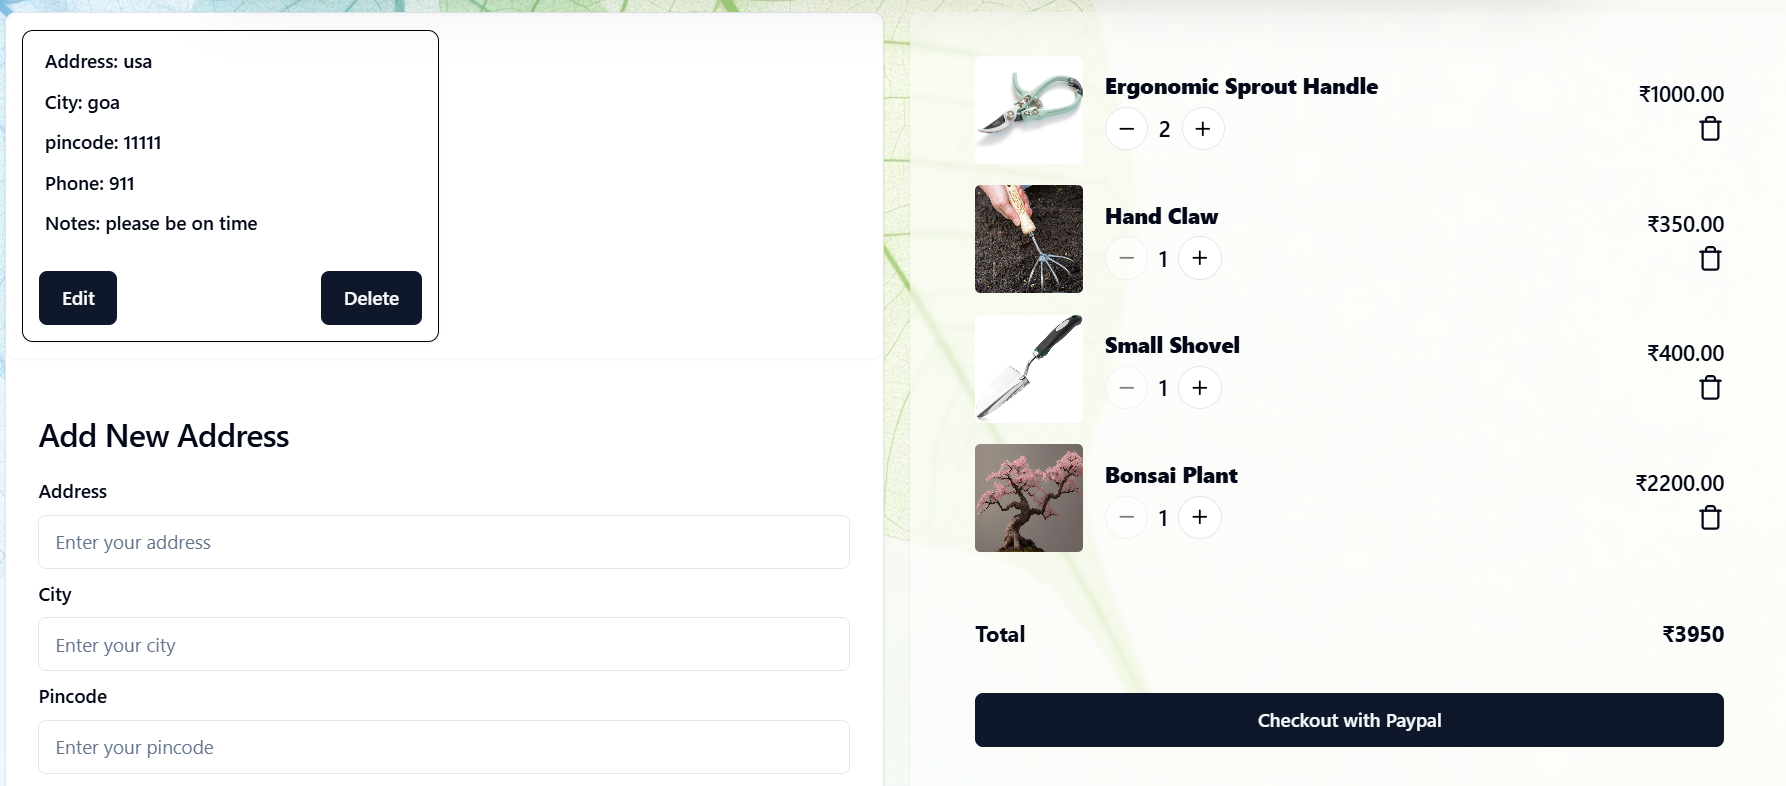 Address: usa
City: goa
pincode: 11111
Phone: 911
Notes: please be on time
Edit
Delete
Add New Address
Address
Enter your address
City
Enter your city
Pincode
Enter your pincode
Ergonomic Sprout Handle
₹1000.00
2
Hand Claw
₹350.00
1
Small Shovel
₹400.00
1
Bonsai Plant
₹2200.00
1
Total
₹3950
Checkout with Paypal